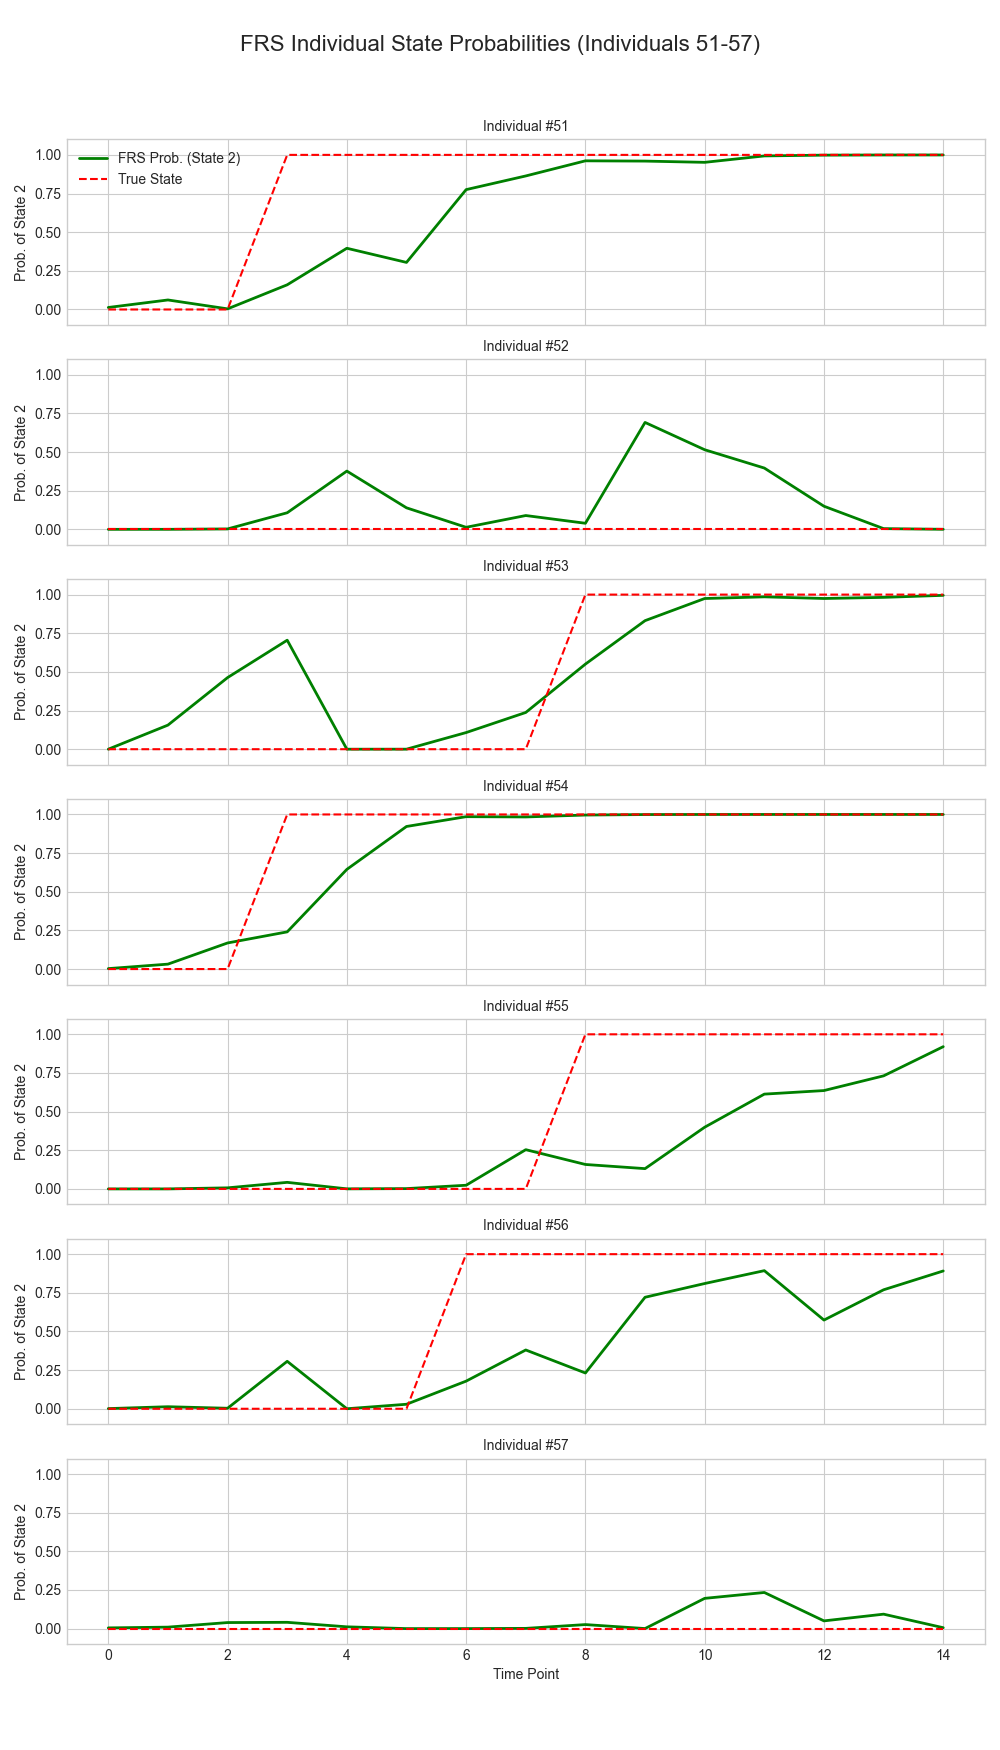 FRS Individual State Probabilities (Individuals 51-57)
Individual #51
FRS Prob. (State 2)
True State
Prob. of State 2
1.00
0.75
0.50
0.25
0.00
Individual #52
Prob. of State 2
1.00
0.75
0.50
0.25
0.00
Individual #53
Prob. of State 2
1.00
0.75
0.50
0.25
0.00
Individual #54
Prob. of State 2
1.00
0.75
0.50
0.25
0.00
Individual #55
Prob. of State 2
1.00
0.75
0.50
0.25
0.00
Individual #56
Prob. of State 2
1.00
0.75
0.50
0.25
0.00
Individual #57
Prob. of State 2
1.00
0.75
0.50
0.25
0.00
0 2 4 6 8 10 12 14
Time Point